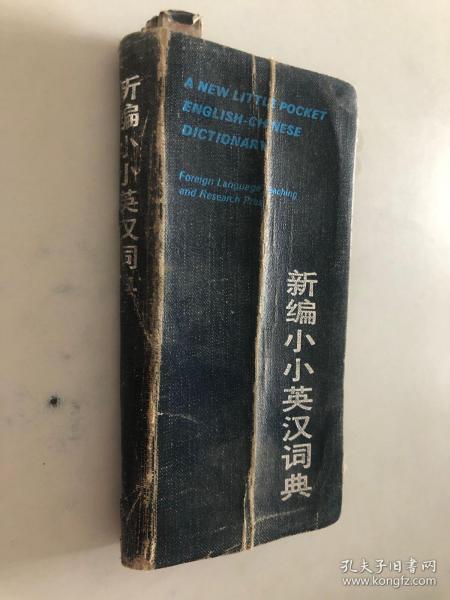 新编小小英汉词
A NEW LITTLE POCKET
ENGLISH-CHINESE
DICTIONARY
Foreign Language Teaching
and Research Press
新编小小英汉词典
孔夫子旧书网
www.kongfz.com